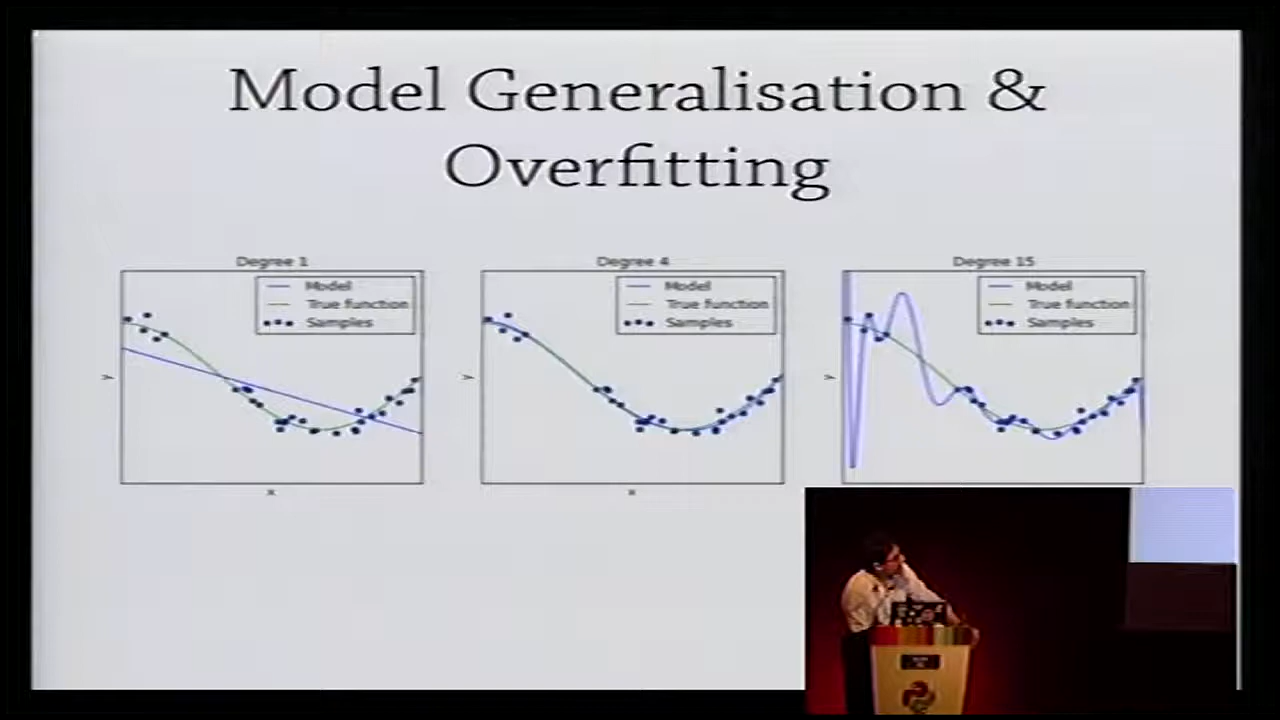 Model Generalisation &
Overfitting
Degree 1
Model
True function
Samples
y
x
Degree 4
Model
True function
Samples
y
x
Degree 15
Model
True function
Samples
y